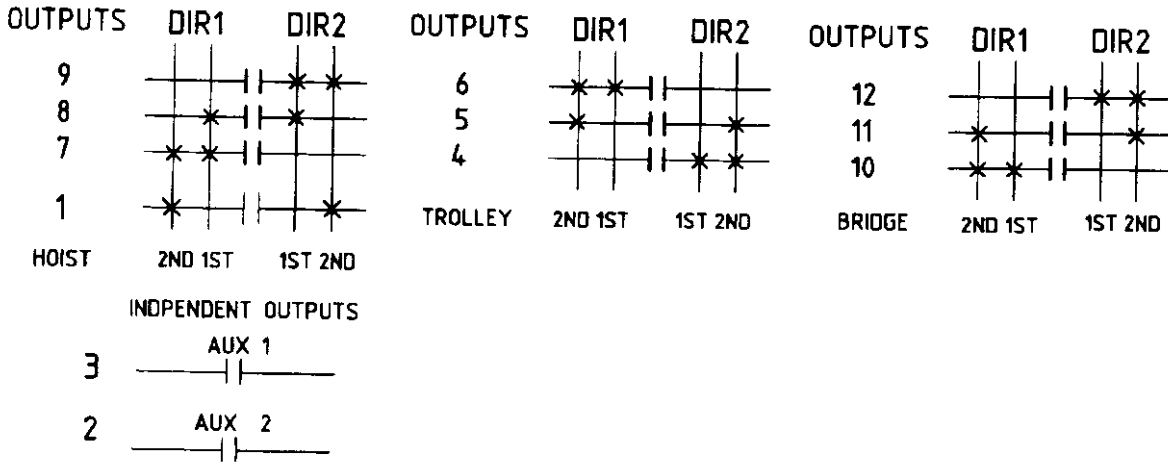 OUTPUTS DIR1 DIR2
9
8
7
1
HOIST 2ND 1ST 1ST 2ND
OUTPUTS DIR1 DIR2
6
5
4
TROLLEY 2ND 1ST 1ST 2ND
OUTPUTS DIR1 DIR2
12
11
10
BRIDGE 2ND 1ST 1ST 2ND
INDPENDENT OUTPUTS
3 AUX 1
2 AUX 2